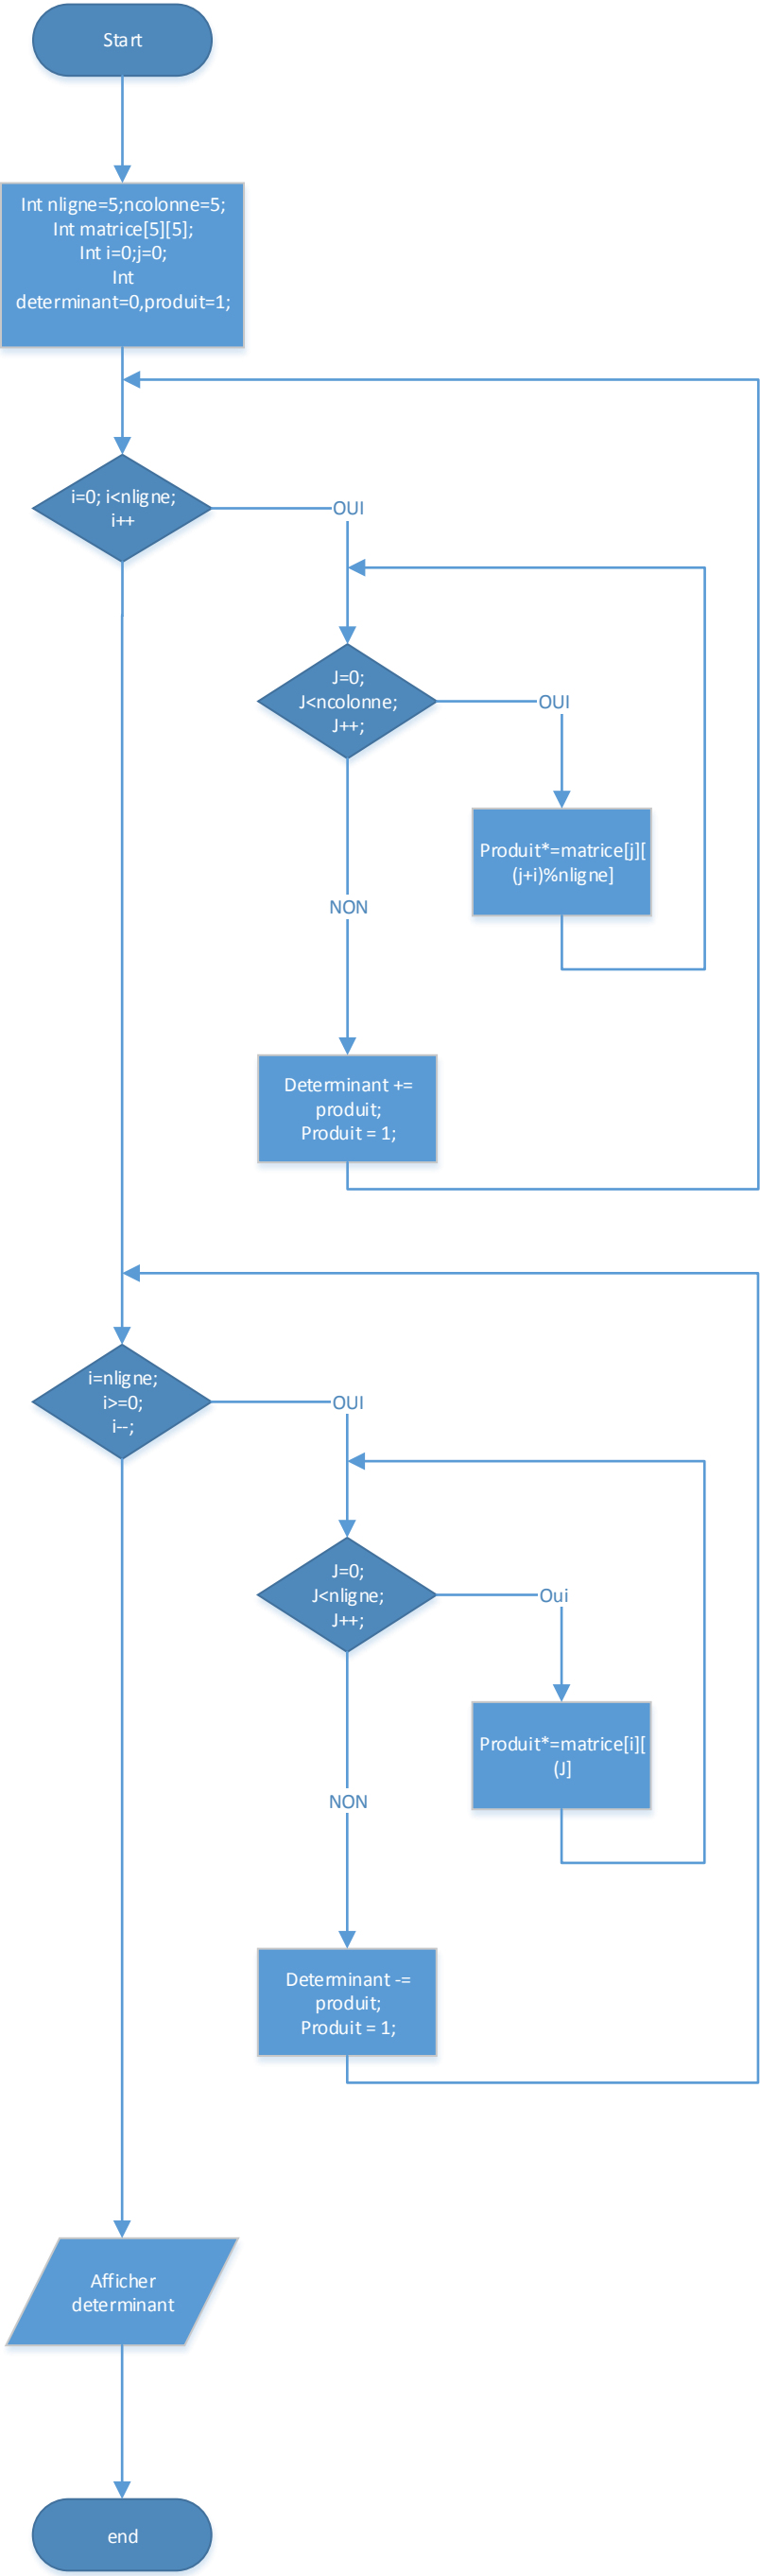 Start
Int nligne=5;ncolonne=5;
Int matrice[5][5];
Int i=0;j=0;
Int
determinant=0,produit=1;
i=0; i<nligne;
i++
OUI
J=0;
J<ncolonne;
J++;
OUI
Produit*=matrice[j][
(j+i)%nligne]
NON
Determinant +=
produit;
Produit = 1;
i=nligne;
i>=0;
i--;
OUI
J=0;
J<nligne;
J++;
Oui
Produit*=matrice[i][
(J]
NON
Determinant -=
produit;
Produit = 1;
Afficher
determinant
end